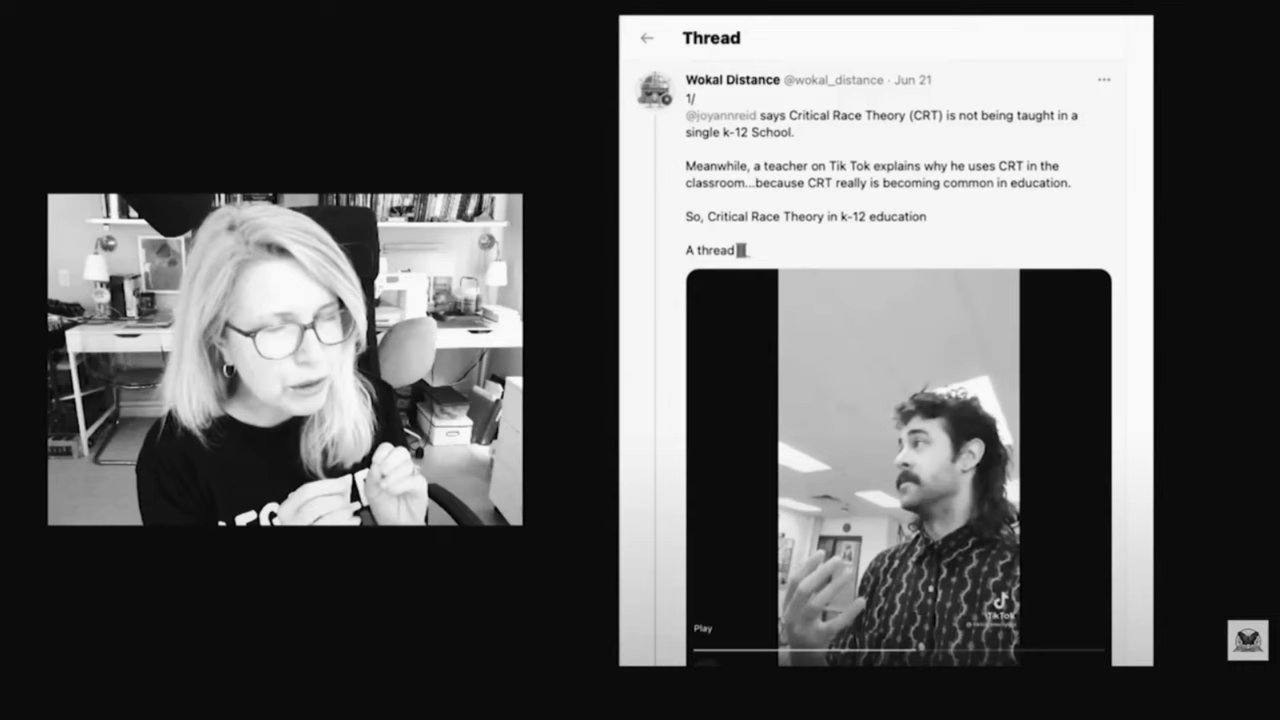 Thread
Wokal Distance @wokal_distance · Jun 21
1/
@joyannreid says Critical Race Theory (CRT) is not being taught in a
single k-12 School.
Meanwhile, a teacher on Tik Tok explains why he uses CRT in the
classroom...because CRT really is becoming common in education.
So, Critical Race Theory in k-12 education
A thread
TikTok
Play